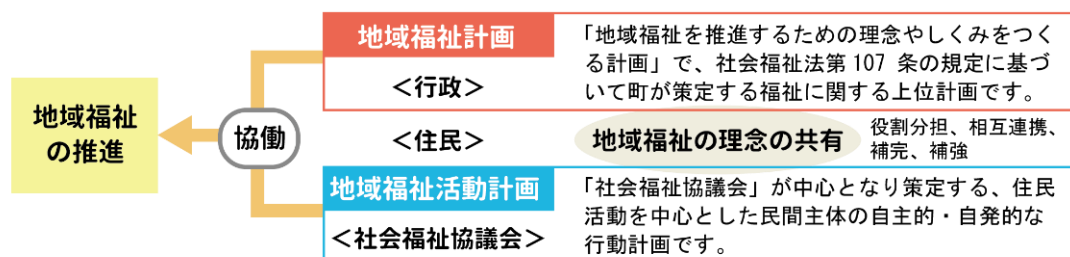 地域福祉
の推進
協働
地域福祉計画
＜行政＞
「地域福祉を推進するための理念やしくみをつく
る計画」で、社会福祉法第107 条の規定に基づ
いて町が策定する福祉に関する上位計画です。
＜住民＞
地域福祉の理念の共有
役割分担、相互連携、
補完、補強
地域福祉活動計画
＜社会福祉協議会＞
「社会福祉協議会」が中心となり策定する、住民
活動を中心とした民間主体の自主的・自発的な
行動計画です。